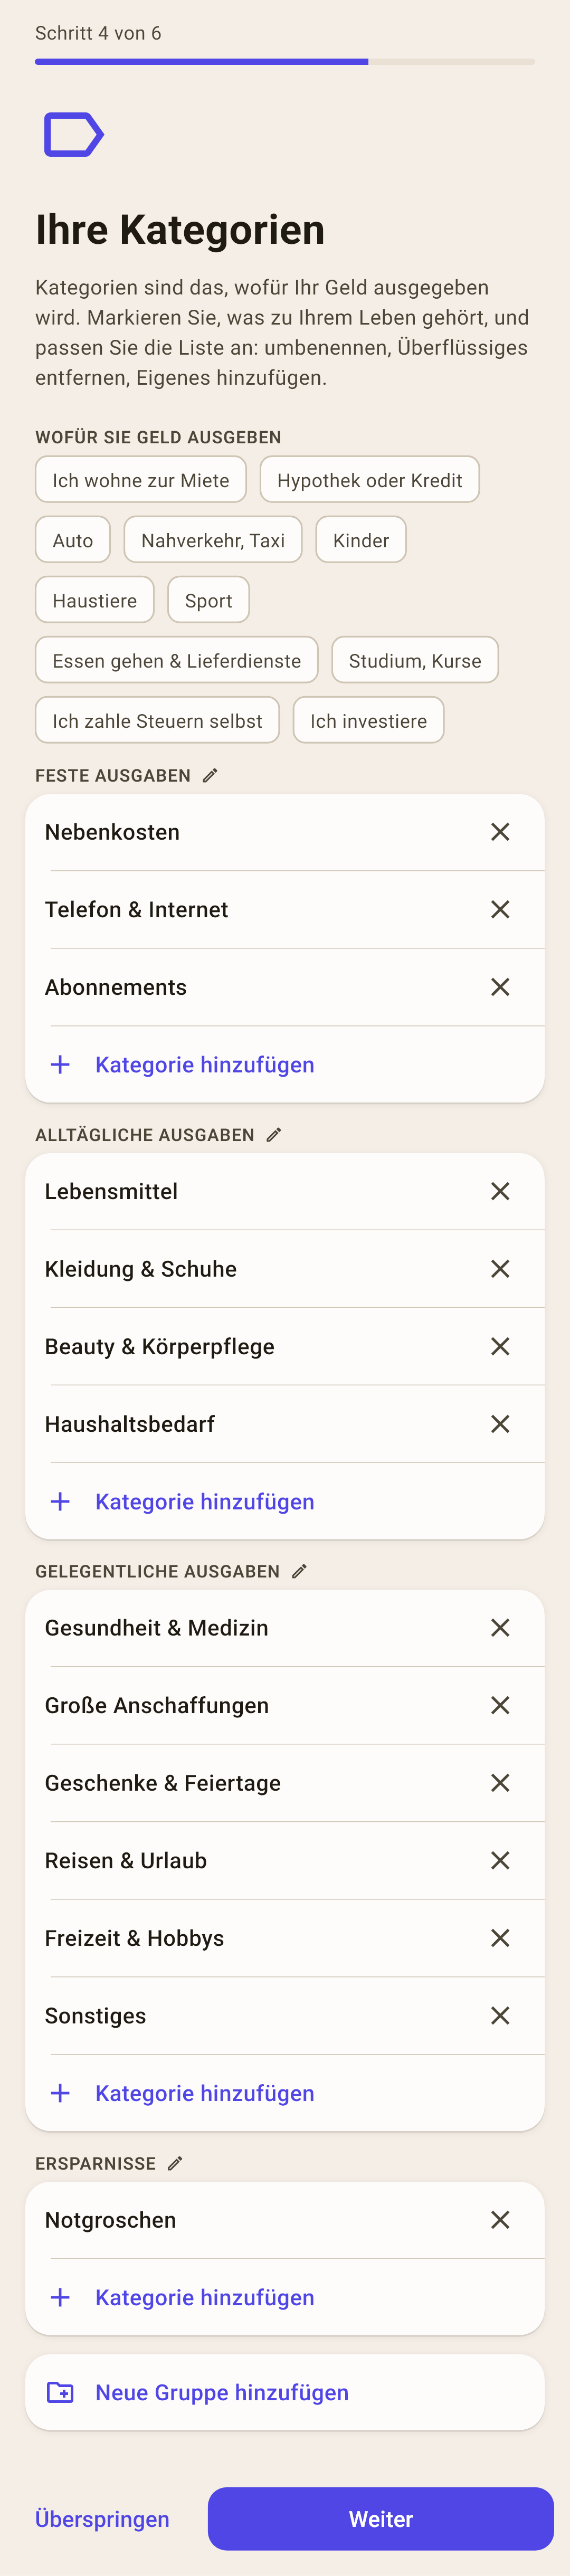 Schritt 4 von 6
Ihre Kategorien
Kategorien sind das, wofür Ihr Geld ausgegeben
wird. Markieren Sie, was zu Ihrem Leben gehört, und
passen Sie die Liste an: umbenennen, Überflüssiges
entfernen, Eigenes hinzufügen.
WOFÜR SIE GELD AUSGEBEN
Ich wohne zur Miete Hypothek oder Kredit
Auto Nahverkehr, Taxi Kinder
Haustiere Sport
Essen gehen & Lieferdienste Studium, Kurse
Ich zahle Steuern selbst Ich investiere
FESTE AUSGABEN
Nebenkosten
Telefon & Internet
Abonnements
Kategorie hinzufügen
ALLTÄGLICHE AUSGABEN
Lebensmittel
Kleidung & Schuhe
Beauty & Körperpflege
Haushaltsbedarf
Kategorie hinzufügen
GELEGENTLICHE AUSGABEN
Gesundheit & Medizin
Große Anschaffungen
Geschenke & Feiertage
Reisen & Urlaub
Freizeit & Hobbys
Sonstiges
Kategorie hinzufügen
ERSPARNISSE
Notgroschen
Kategorie hinzufügen
Neue Gruppe hinzufügen
Überspringen Weiter